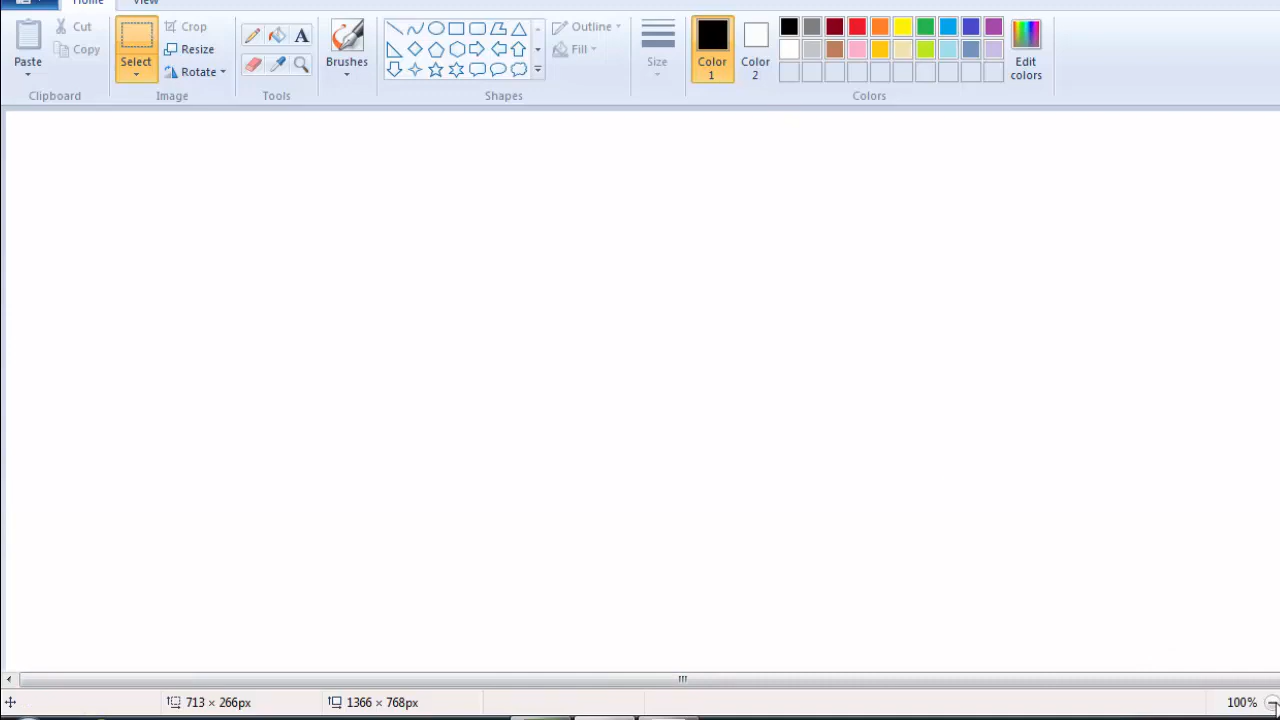 Home View
Paste
Clipboard
Cut
Copy
Select
Crop
Resize
Rotate
Image
A
Tools
Brushes
Shapes
Outline
Fill
Size
Color
1
Color
2
Edit
colors
Colors
713 × 266px
1366 × 768px
100%